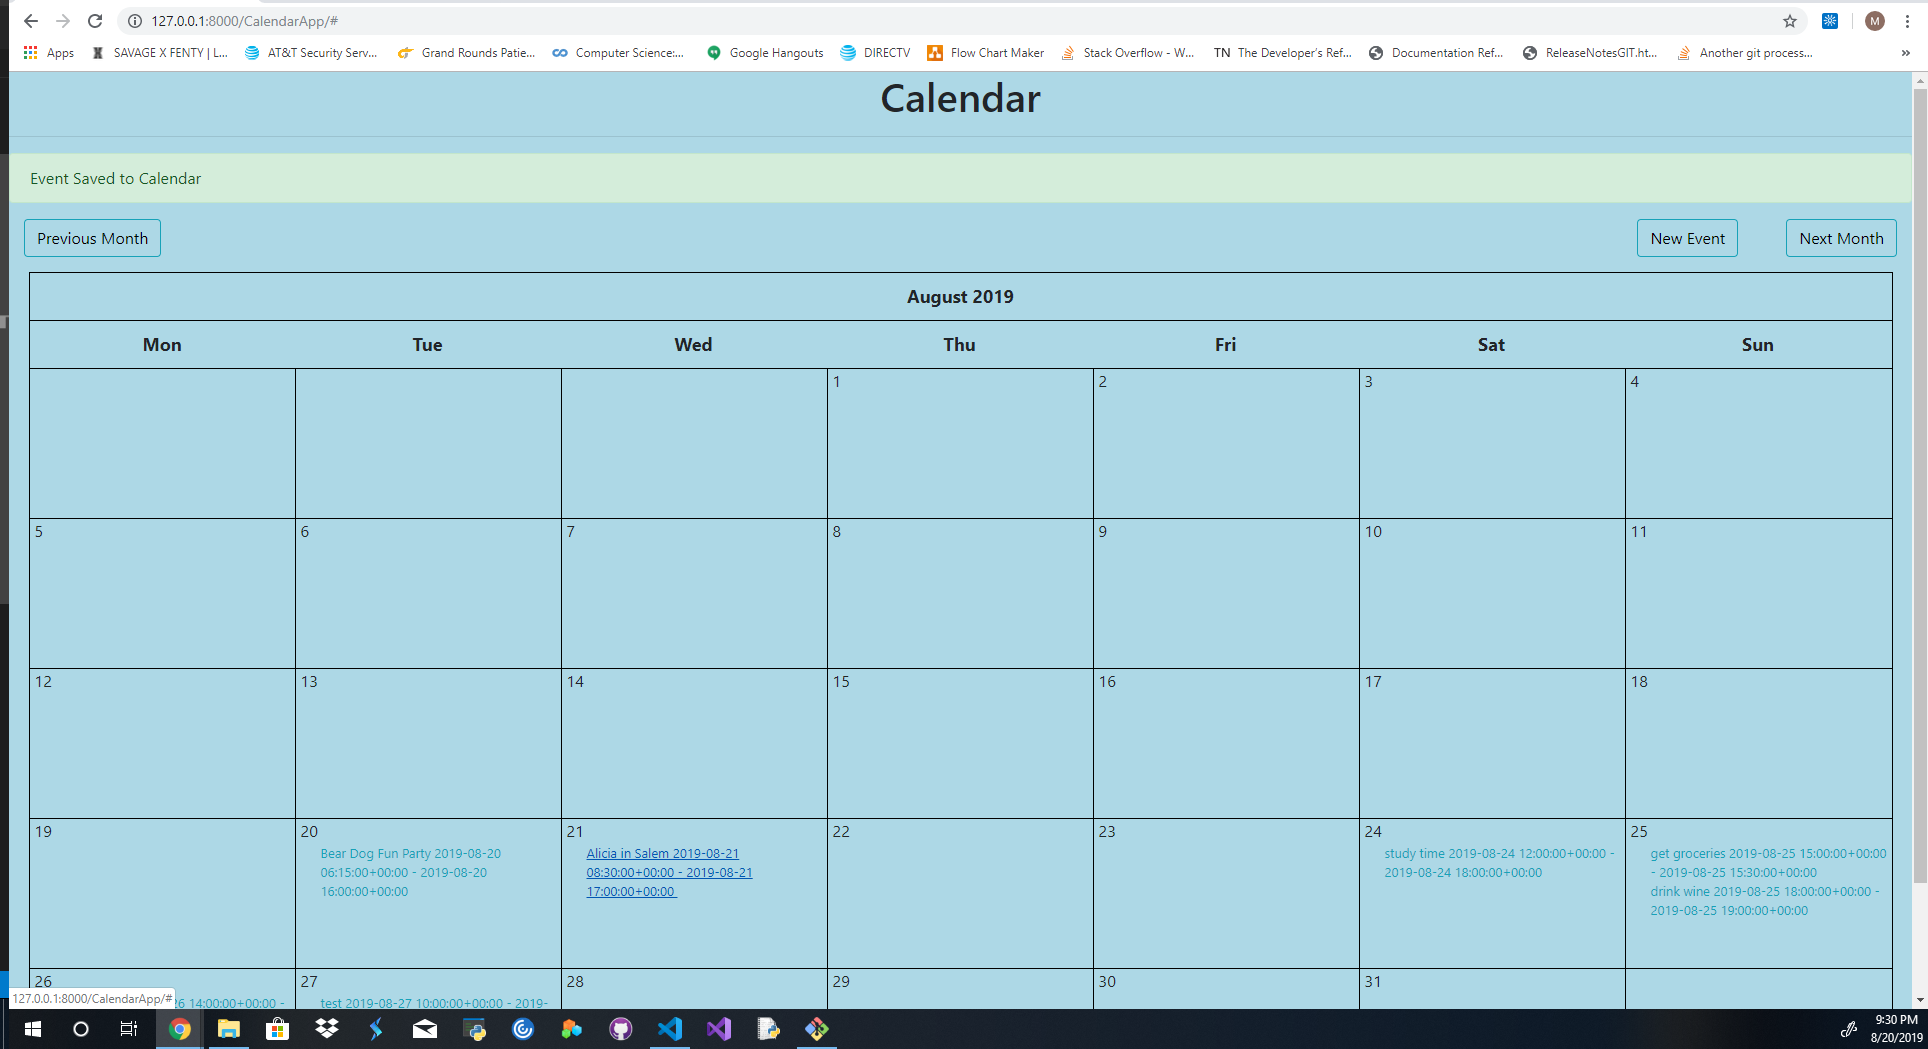 127.0.0.1:8000/CalendarApp/#
M
Apps SAVAGE X FENTY | L... AT&T Security Serv... Grand Rounds Patie... Computer Science:... Google Hangouts DIRECTV Flow Chart Maker Stack Overflow - W... TN The Developer's Ref... Documentation Ref... ReleaseNotesGIT.ht... Another git process... »
Calendar
Event Saved to Calendar
Previous Month New Event Next Month
August 2019
Mon Tue Wed Thu Fri Sat Sun
1 2 3 4
5 6 7 8 9 10 11
12 13 14 15 16 17 18
19
20
Bear Dog Fun Party 2019-08-20
06:15:00+00:00 - 2019-08-20
16:00:00+00:00
21
Alicia in Salem 2019-08-21
08:30:00+00:00 - 2019-08-21
17:00:00+00:00
22
23
24
study time 2019-08-24 12:00:00+00:00 -
2019-08-24 18:00:00+00:00
25
get groceries 2019-08-25 15:00:00+00:00
- 2019-08-25 15:30:00+00:00
drink wine 2019-08-25 18:00:00+00:00 -
2019-08-25 19:00:00+00:00
26
26 14:00:00+00:00 -
27
test 2019-08-27 10:00:00+00:00 - 2019-
28 29 30 31
127.0.0.1:8000/CalendarApp/#
9:30 PM
8/20/2019